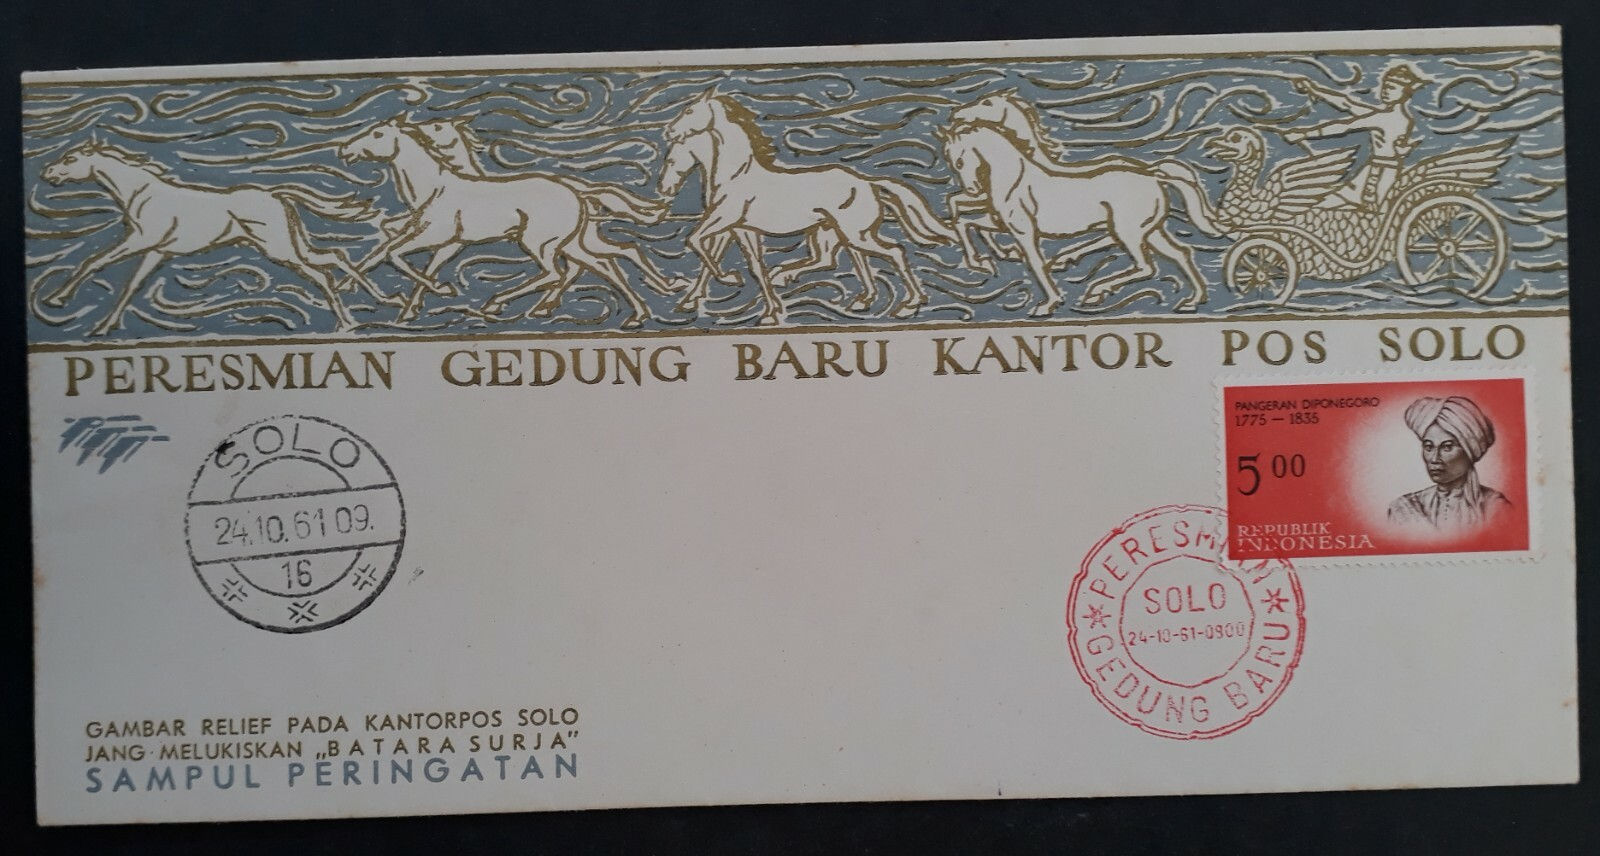 PERESMIAN GEDUNG BARU KANTOR POS SOLO
PANGERAN DIPONEGORO
1775 – 1835
5 00
REPUBLIK
INDONESIA
SOLO
24.10.61 09.
16
PERESMIAN
SOLO
24-10-61-0900
GEDUNG BARU
GAMBAR RELIEF PADA KANTORPOS SOLO
JANG MELUKISKAN „BATARA SURJA”
SAMPUL PERINGATAN